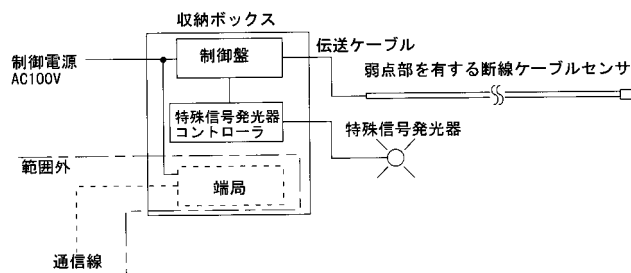 収納ボックス
制御電源
AC100V
制御盤
伝送ケーブル
弱点部を有する断線ケーブルセンサ
特殊信号発光器
コントローラ
特殊信号発光器
範囲外
端局
通信線